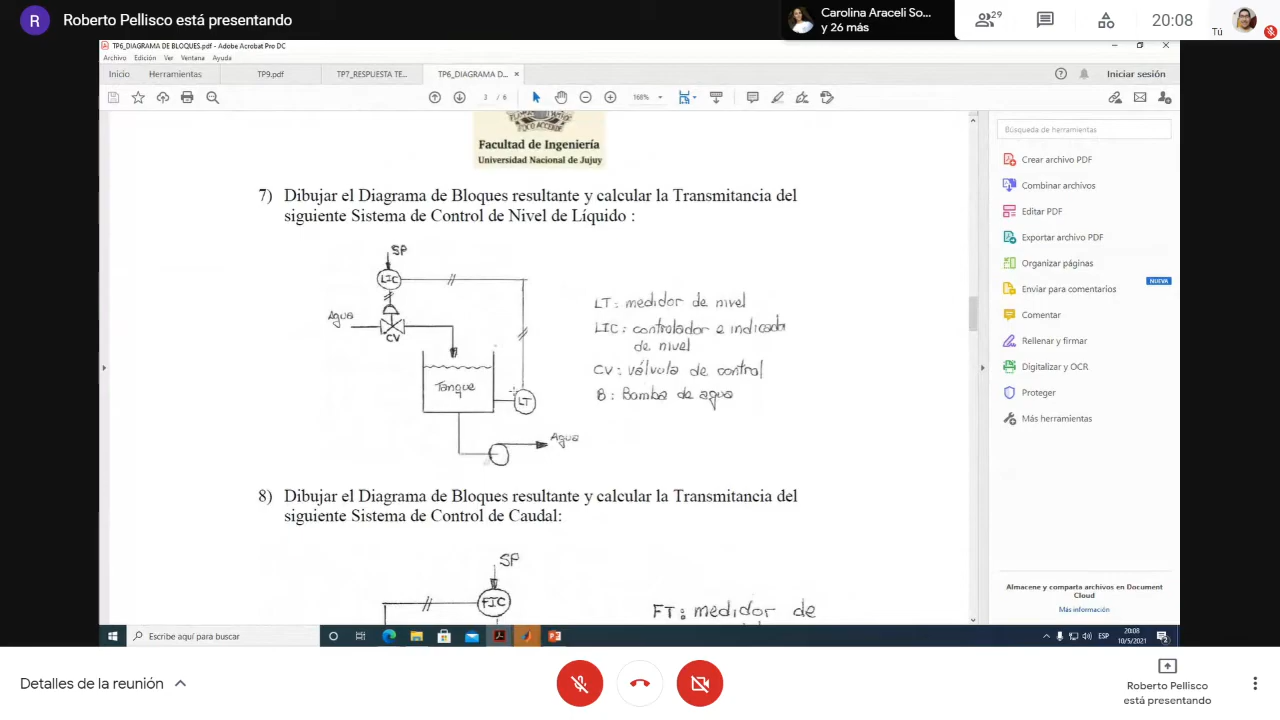 R Roberto Pellisco está presentando
Carolina Araceli So...
y 26 más
29
20:08
Tú
TP6_DIAGRAMA DE BLOQUES.pdf - Adobe Acrobat Pro DC
Archivo Edición Ver Ventana Ayuda
Inicio Herramientas TP9.pdf TP7_RESPUESTA TE... TP6_DIAGRAMA D... × Iniciar sesión
3 / 6 168%
Facultad de Ingeniería
Universidad Nacional de Jujuy
7) Dibujar el Diagrama de Bloques resultante y calcular la Transmitancia del
siguiente Sistema de Control de Nivel de Líquido :
SP
LIC
Agua
CV
Tanque
LT
Agua
LT: medidor de nivel
LIC: controlador e indicador
de nivel
CV: válvula de control
B: Bomba de agua
8) Dibujar el Diagrama de Bloques resultante y calcular la Transmitancia del
siguiente Sistema de Control de Caudal:
SP
FIC
FT: medidor de
Búsqueda de herramientas
Crear archivo PDF
Combinar archivos
Editar PDF
Exportar archivo PDF
Organizar páginas
NUEVA
Enviar para comentarios
Comentar
Rellenar y firmar
Digitalizar y OCR
Proteger
Más herramientas
Almacene y comparta archivos en Document
Cloud
Más información
Escribe aquí para buscar
ESP
20:08
10/5/2021
2
Detalles de la reunión
Roberto Pellisco
está presentando